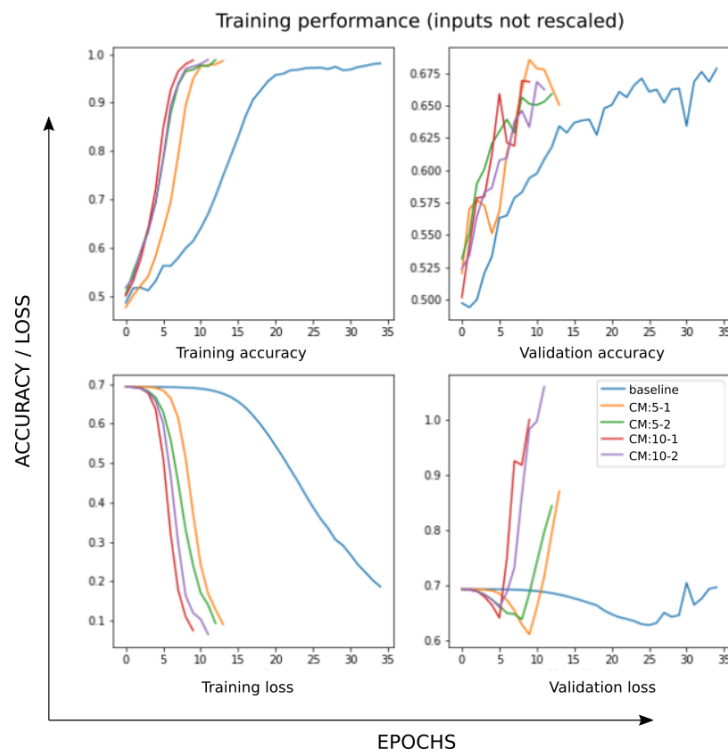 Training performance (inputs not rescaled)
1.0
0.9
0.8
0.7
0.6
0.5
0 5 10 15 20 25 30 35
Training accuracy
0.675
0.650
0.625
0.600
0.575
0.550
0.525
0.500
0 5 10 15 20 25 30 35
Validation accuracy
ACCURACY / LOSS
0.7
0.6
0.5
0.4
0.3
0.2
0.1
0 5 10 15 20 25 30 35
Training loss
baseline
CM:5-1
CM:5-2
CM:10-1
CM:10-2
1.0
0.9
0.8
0.7
0.6
0 5 10 15 20 25 30 35
Validation loss
EPOCHS